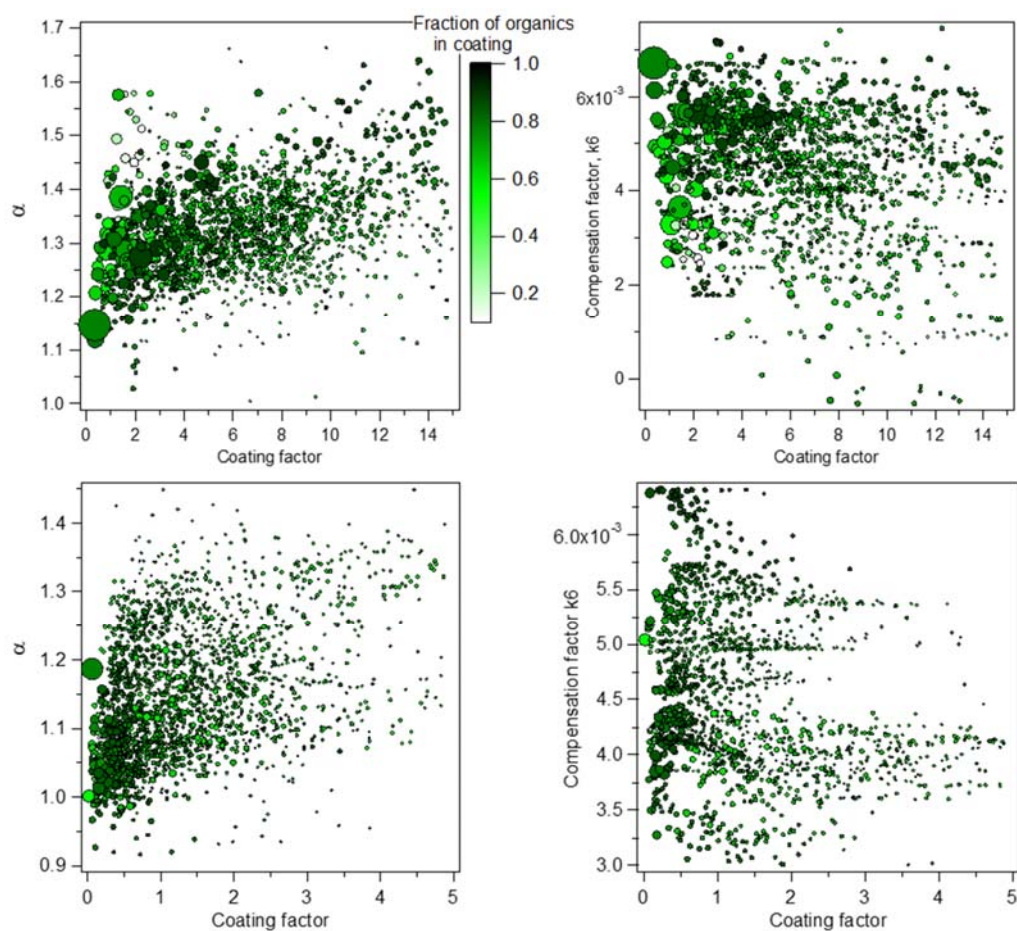 Fraction of organics
in coating
1.0
0.8
0.6
0.4
0.2
1.7
1.6
1.5
1.4
1.3
1.2
1.1
1.0
α
0 2 4 6 8 10 12 14
Coating factor
6x10⁻³
4
2
0
Compensation factor, k6
0 2 4 6 8 10 12 14
Coating factor
1.4
1.3
1.2
1.1
1.0
0.9
α
0 1 2 3 4 5
Coating factor
6.0x10⁻³
5.5
5.0
4.5
4.0
3.5
3.0
Compensation factor k6
0 1 2 3 4 5
Coating factor